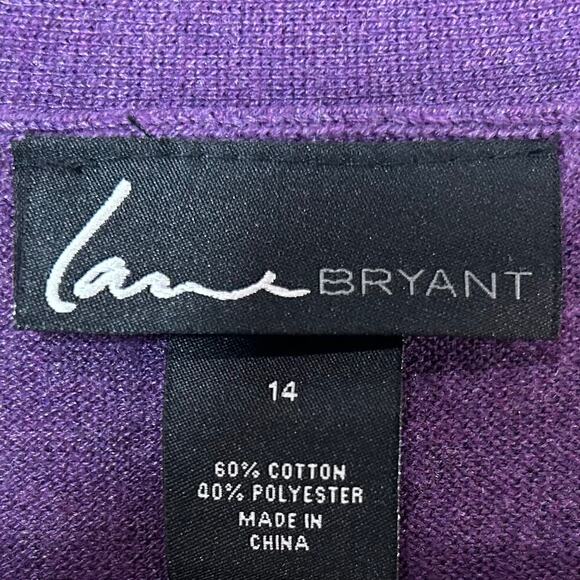 Lane BRYANT
14
60% COTTON
40% POLYESTER
MADE IN
CHINA